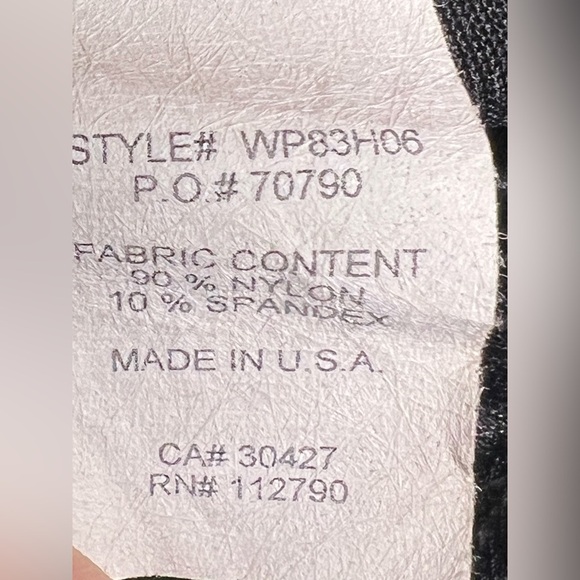 STYLE# WP83H06
P.O.# 70790
FABRIC CONTENT
90 % NYLON
10 % SPANDEX
MADE IN U.S.A.
CA# 30427
RN# 112790